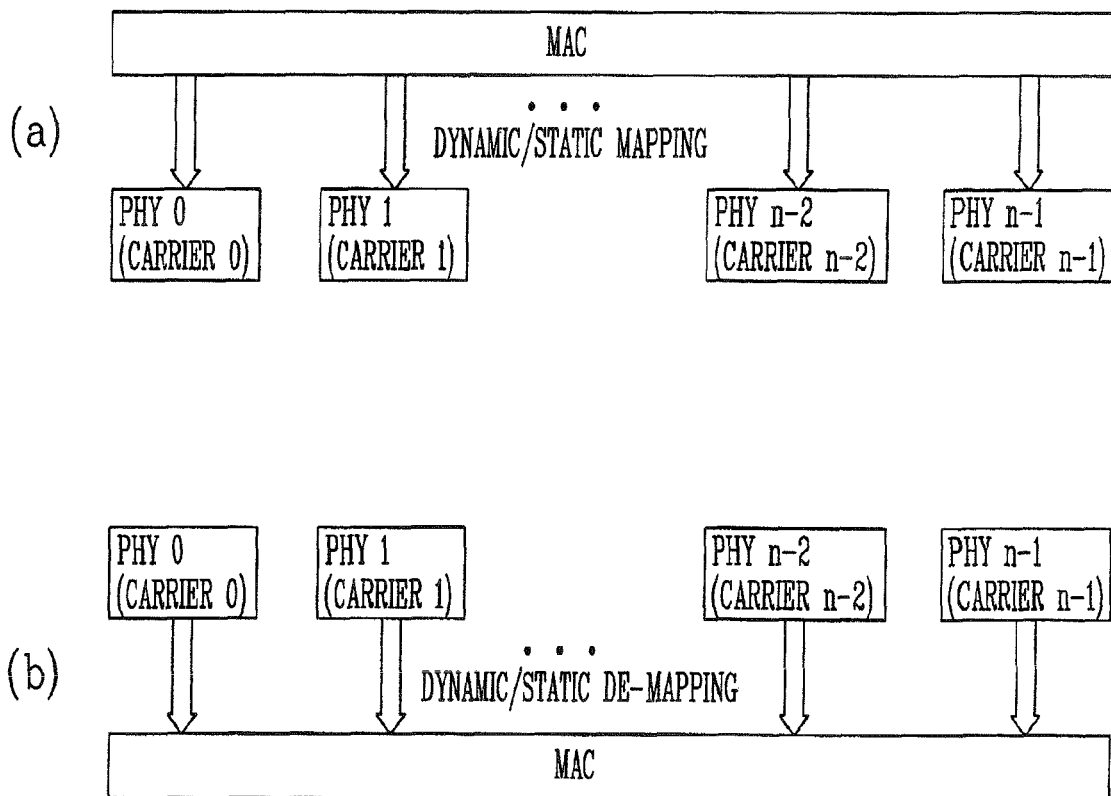 MAC
(a)
• • •
DYNAMIC/STATIC MAPPING
PHY 0
(CARRIER 0)
PHY 1
(CARRIER 1)
PHY n-2
(CARRIER n-2)
PHY n-1
(CARRIER n-1)
PHY 0
(CARRIER 0)
PHY 1
(CARRIER 1)
PHY n-2
(CARRIER n-2)
PHY n-1
(CARRIER n-1)
(b)
• • •
DYNAMIC/STATIC DE-MAPPING
MAC